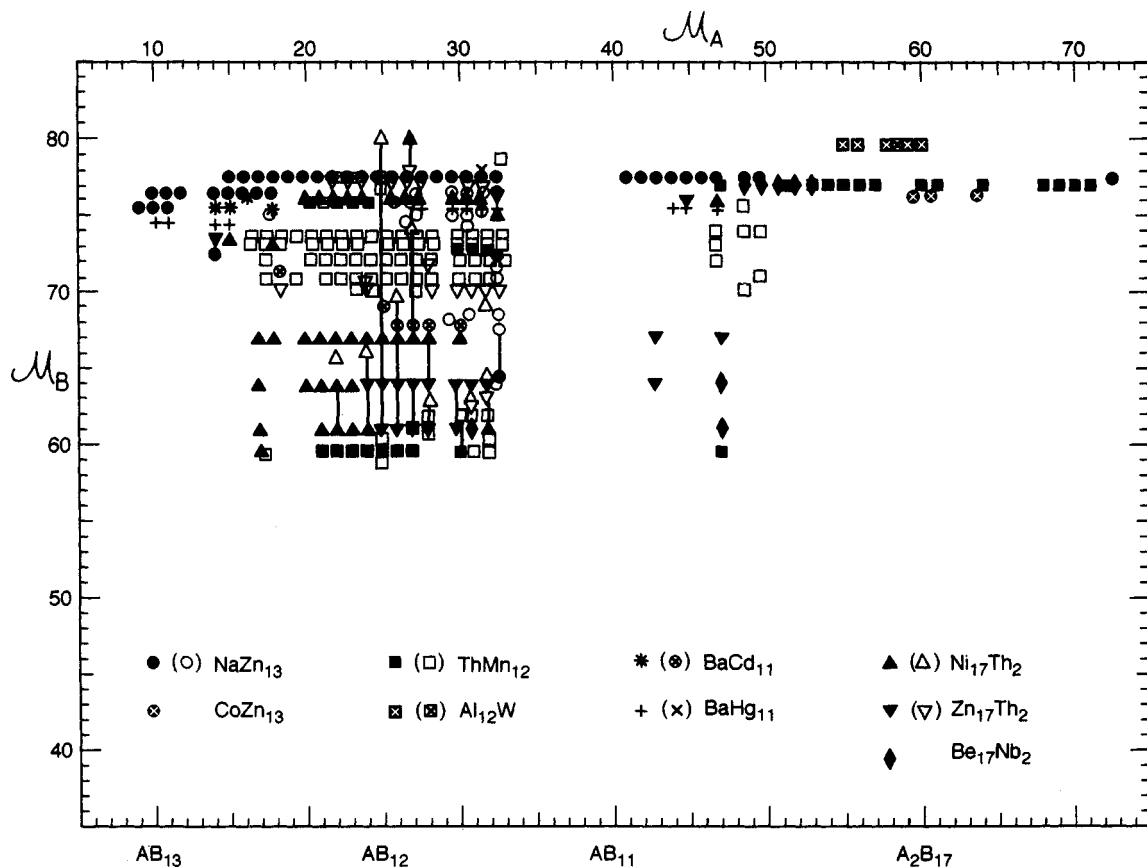 ℳA
10 20 30 40 50 60 70
80
70
ℳB
60
50
40
● (○) NaZn13 ■ (□) ThMn12 ✱ (⊛) BaCd11 ▲ (△) Ni17Th2
⊗ CoZn13 ⊠ (⊠) Al12W + (×) BaHg11 ▼ (▽) Zn17Th2
♦ Be17Nb2
AB13 AB12 AB11 A2B17